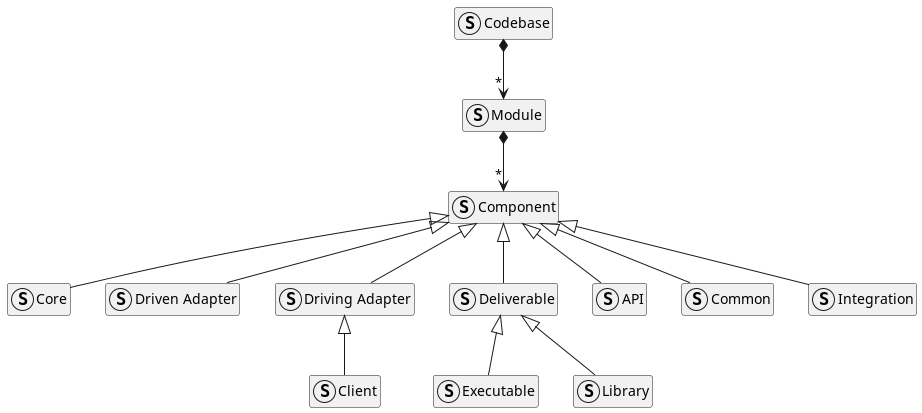 S Codebase
*
S Module
*
S Component
S Core
S Driven Adapter
S Driving Adapter
S Deliverable
S API
S Common
S Integration
S Client
S Executable
S Library